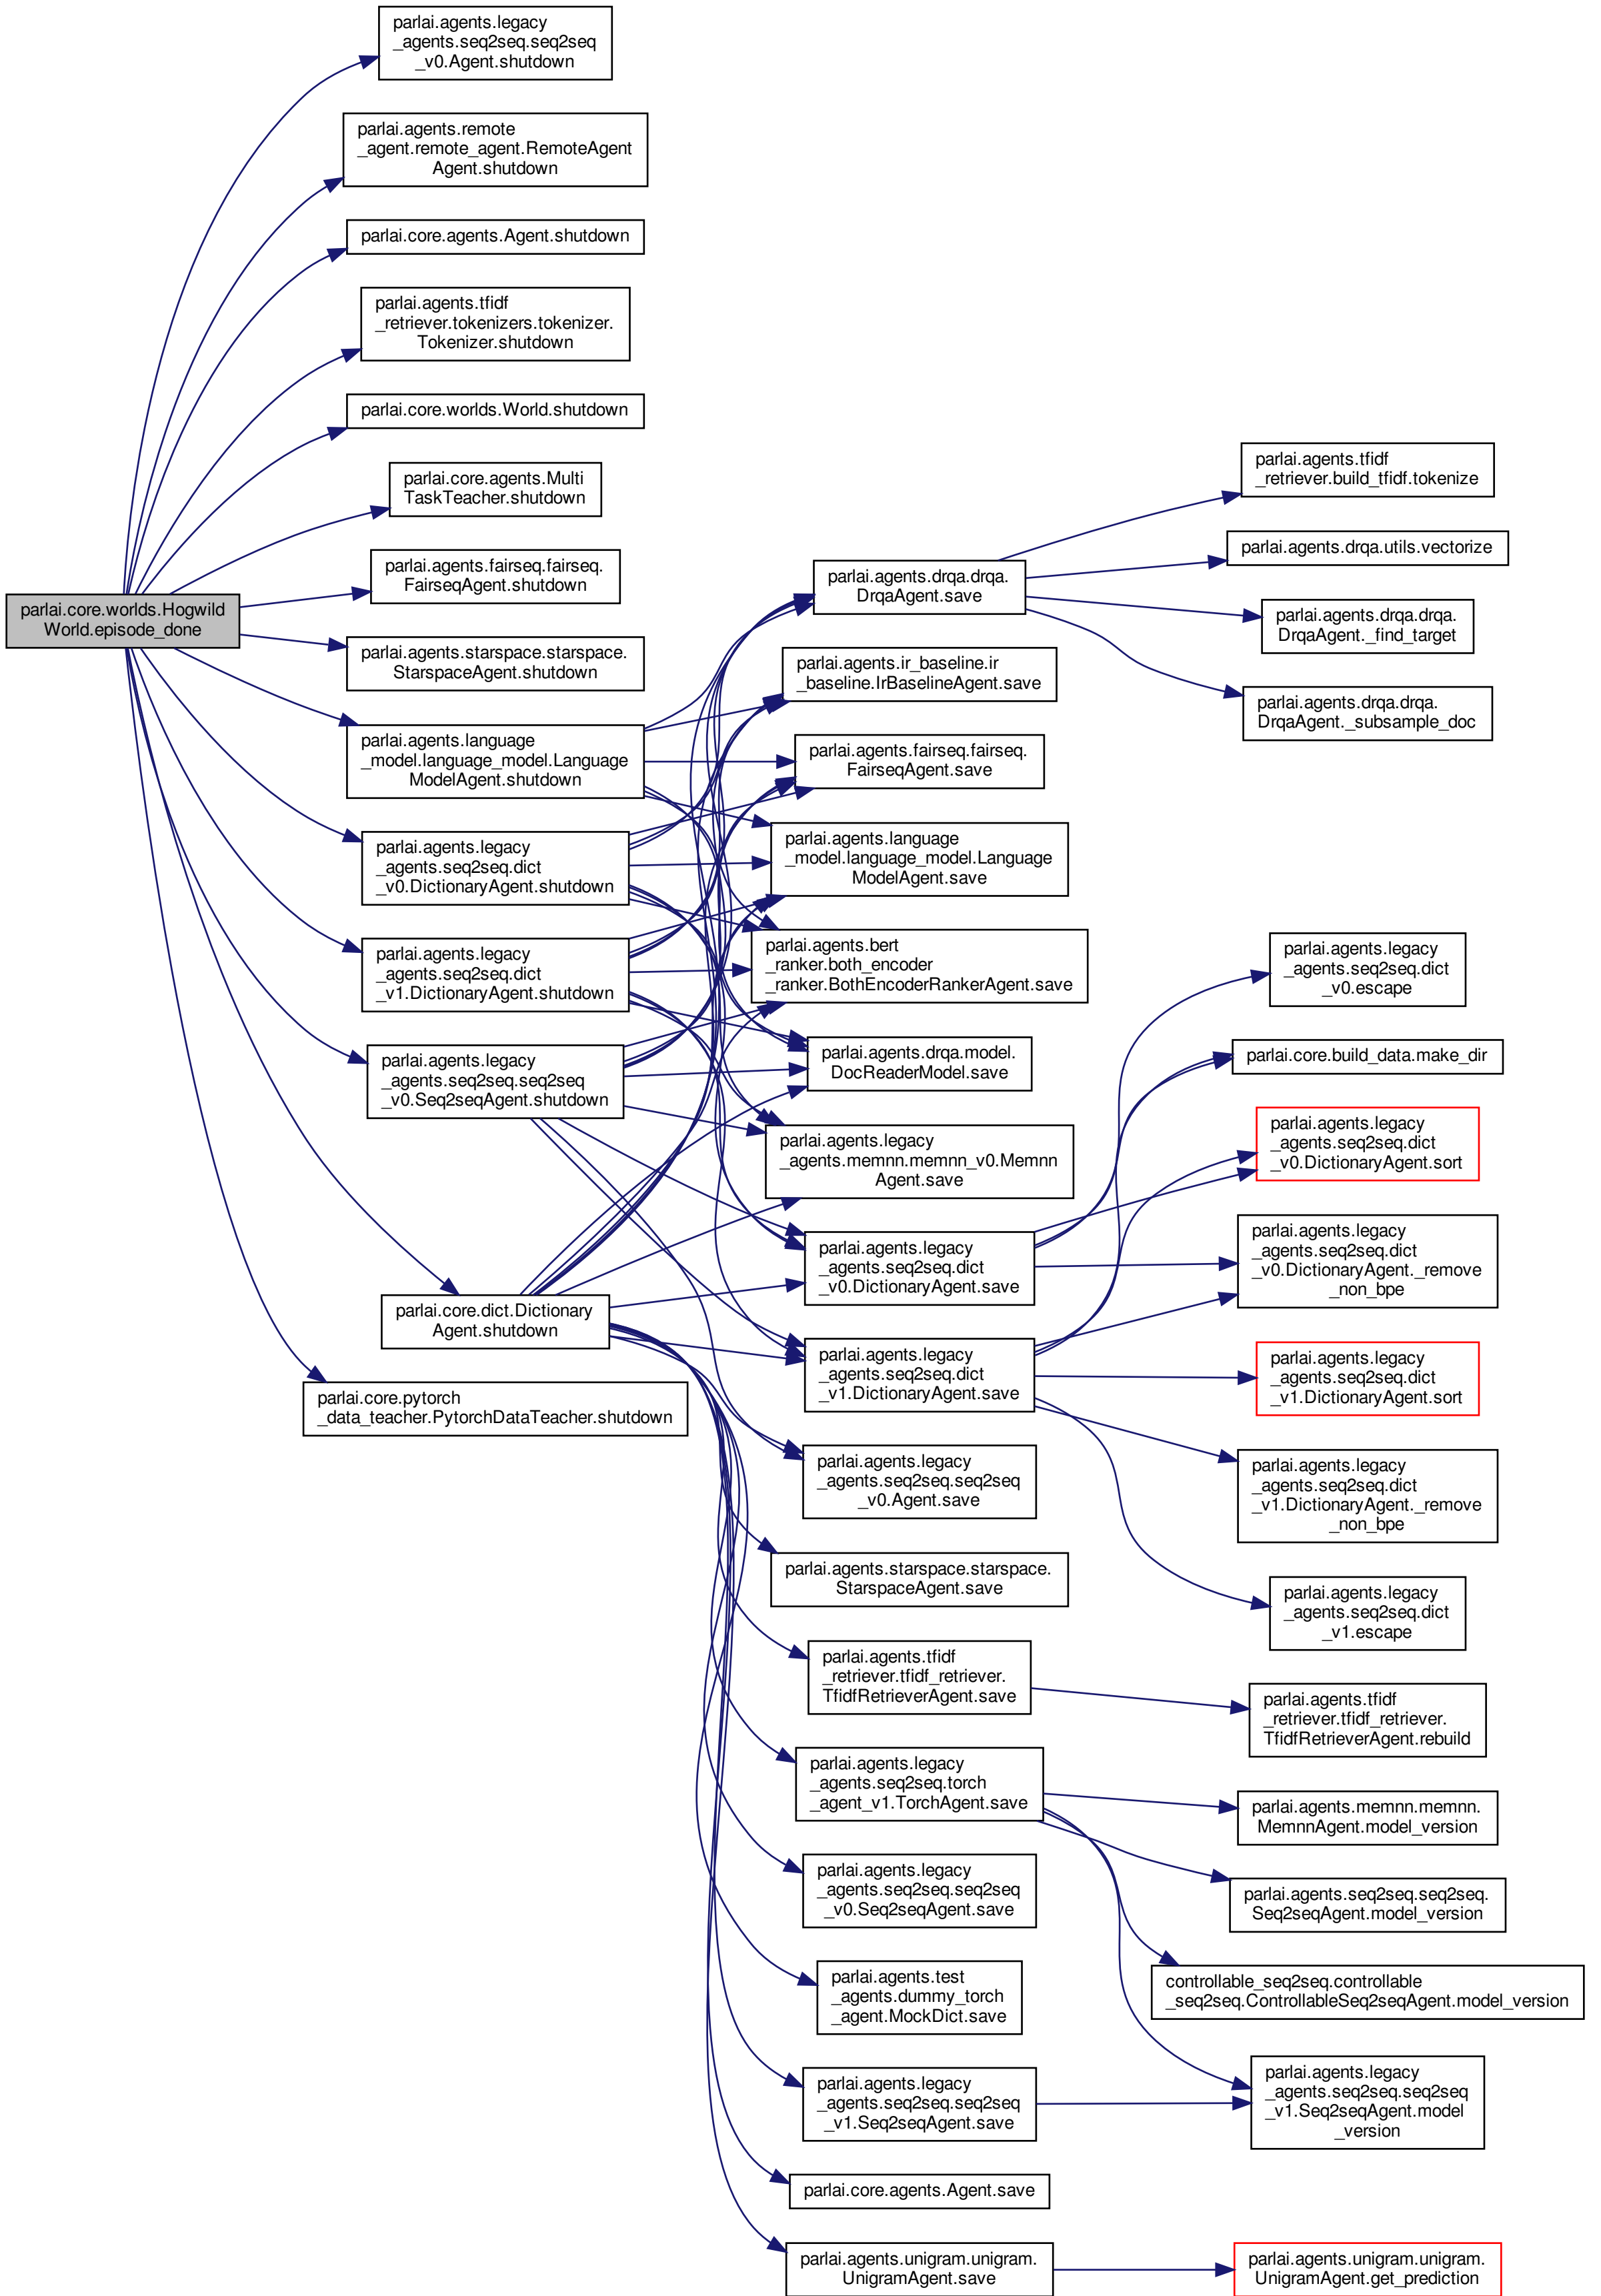 parlai.core.worlds.Hogwild
World.episode_done
parlai.agents.legacy
_agents.seq2seq.seq2seq
_v0.Agent.shutdown
parlai.agents.remote
_agent.remote_agent.RemoteAgent
Agent.shutdown
parlai.core.agents.Agent.shutdown
parlai.agents.tfidf
_retriever.tokenizers.tokenizer.
Tokenizer.shutdown
parlai.core.worlds.World.shutdown
parlai.core.agents.Multi
TaskTeacher.shutdown
parlai.agents.fairseq.fairseq.
FairseqAgent.shutdown
parlai.agents.starspace.starspace.
StarspaceAgent.shutdown
parlai.agents.language
_model.language_model.Language
ModelAgent.shutdown
parlai.agents.legacy
_agents.seq2seq.dict
_v0.DictionaryAgent.shutdown
parlai.agents.legacy
_agents.seq2seq.dict
_v1.DictionaryAgent.shutdown
parlai.agents.legacy
_agents.seq2seq.seq2seq
_v0.Seq2seqAgent.shutdown
parlai.core.dict.Dictionary
Agent.shutdown
parlai.core.pytorch
_data_teacher.PytorchDataTeacher.shutdown
parlai.agents.drqa.drqa.
DrqaAgent.save
parlai.agents.ir_baseline.ir
_baseline.IrBaselineAgent.save
parlai.agents.fairseq.fairseq.
FairseqAgent.save
parlai.agents.language
_model.language_model.Language
ModelAgent.save
parlai.agents.bert
_ranker.both_encoder
_ranker.BothEncoderRankerAgent.save
parlai.agents.drqa.model.
DocReaderModel.save
parlai.agents.legacy
_agents.memnn.memnn_v0.Memnn
Agent.save
parlai.agents.legacy
_agents.seq2seq.dict
_v0.DictionaryAgent.save
parlai.agents.legacy
_agents.seq2seq.dict
_v1.DictionaryAgent.save
parlai.agents.legacy
_agents.seq2seq.seq2seq
_v0.Agent.save
parlai.agents.starspace.starspace.
StarspaceAgent.save
parlai.agents.tfidf
_retriever.tfidf_retriever.
TfidfRetrieverAgent.save
parlai.agents.legacy
_agents.seq2seq.torch
_agent_v1.TorchAgent.save
parlai.agents.legacy
_agents.seq2seq.seq2seq
_v0.Seq2seqAgent.save
parlai.agents.test
_agents.dummy_torch
_agent.MockDict.save
parlai.agents.legacy
_agents.seq2seq.seq2seq
_v1.Seq2seqAgent.save
parlai.core.agents.Agent.save
parlai.agents.unigram.unigram.
UnigramAgent.save
parlai.agents.tfidf
_retriever.build_tfidf.tokenize
parlai.agents.drqa.utils.vectorize
parlai.agents.drqa.drqa.
DrqaAgent._find_target
parlai.agents.drqa.drqa.
DrqaAgent._subsample_doc
parlai.agents.legacy
_agents.seq2seq.dict
_v0.escape
parlai.core.build_data.make_dir
parlai.agents.legacy
_agents.seq2seq.dict
_v0.DictionaryAgent.sort
parlai.agents.legacy
_agents.seq2seq.dict
_v0.DictionaryAgent._remove
_non_bpe
parlai.agents.legacy
_agents.seq2seq.dict
_v1.DictionaryAgent.sort
parlai.agents.legacy
_agents.seq2seq.dict
_v1.DictionaryAgent._remove
_non_bpe
parlai.agents.legacy
_agents.seq2seq.dict
_v1.escape
parlai.agents.tfidf
_retriever.tfidf_retriever.
TfidfRetrieverAgent.rebuild
parlai.agents.memnn.memnn.
MemnnAgent.model_version
parlai.agents.seq2seq.seq2seq.
Seq2seqAgent.model_version
controllable_seq2seq.controllable
_seq2seq.ControllableSeq2seqAgent.model_version
parlai.agents.legacy
_agents.seq2seq.seq2seq
_v1.Seq2seqAgent.model
_version
parlai.agents.unigram.unigram.
UnigramAgent.get_prediction